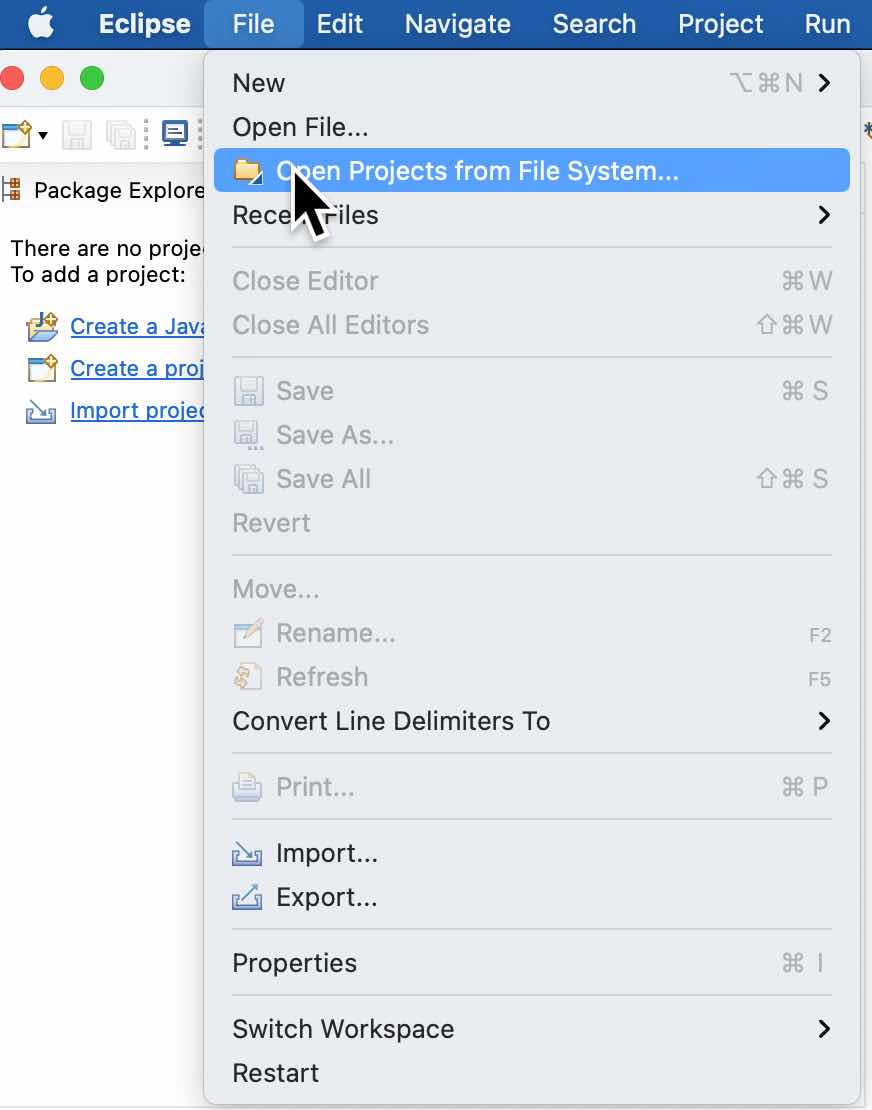 Eclipse File Edit Navigate Search Project Run
New ⌥⌘N
Open File...
Open Projects from File System...
Package Explore
Recent Files
There are no proje
To add a project:
Close Editor ⌘W
Create a Java
Close All Editors ⇧⌘W
Create a proj
Import projec
Save ⌘ S
Save As...
Save All ⇧⌘ S
Revert
Move...
Rename... F2
Refresh F5
Convert Line Delimiters To
Print... ⌘ P
Import...
Export...
Properties ⌘ I
Switch Workspace
Restart